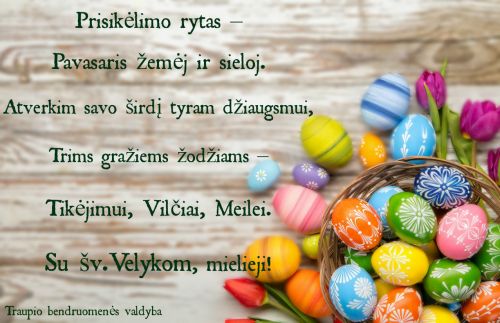 Prisikėlimo rytas –
Pavasaris žemėj ir sieloj.
Atverkim savo širdį tyram džiaugsmui,
Trims gražiems žodžiams –
Tikėjimui, Vilčiai, Meilei.
Su šv.Velykom, mielieji!
Traupio bendruomenės valdyba